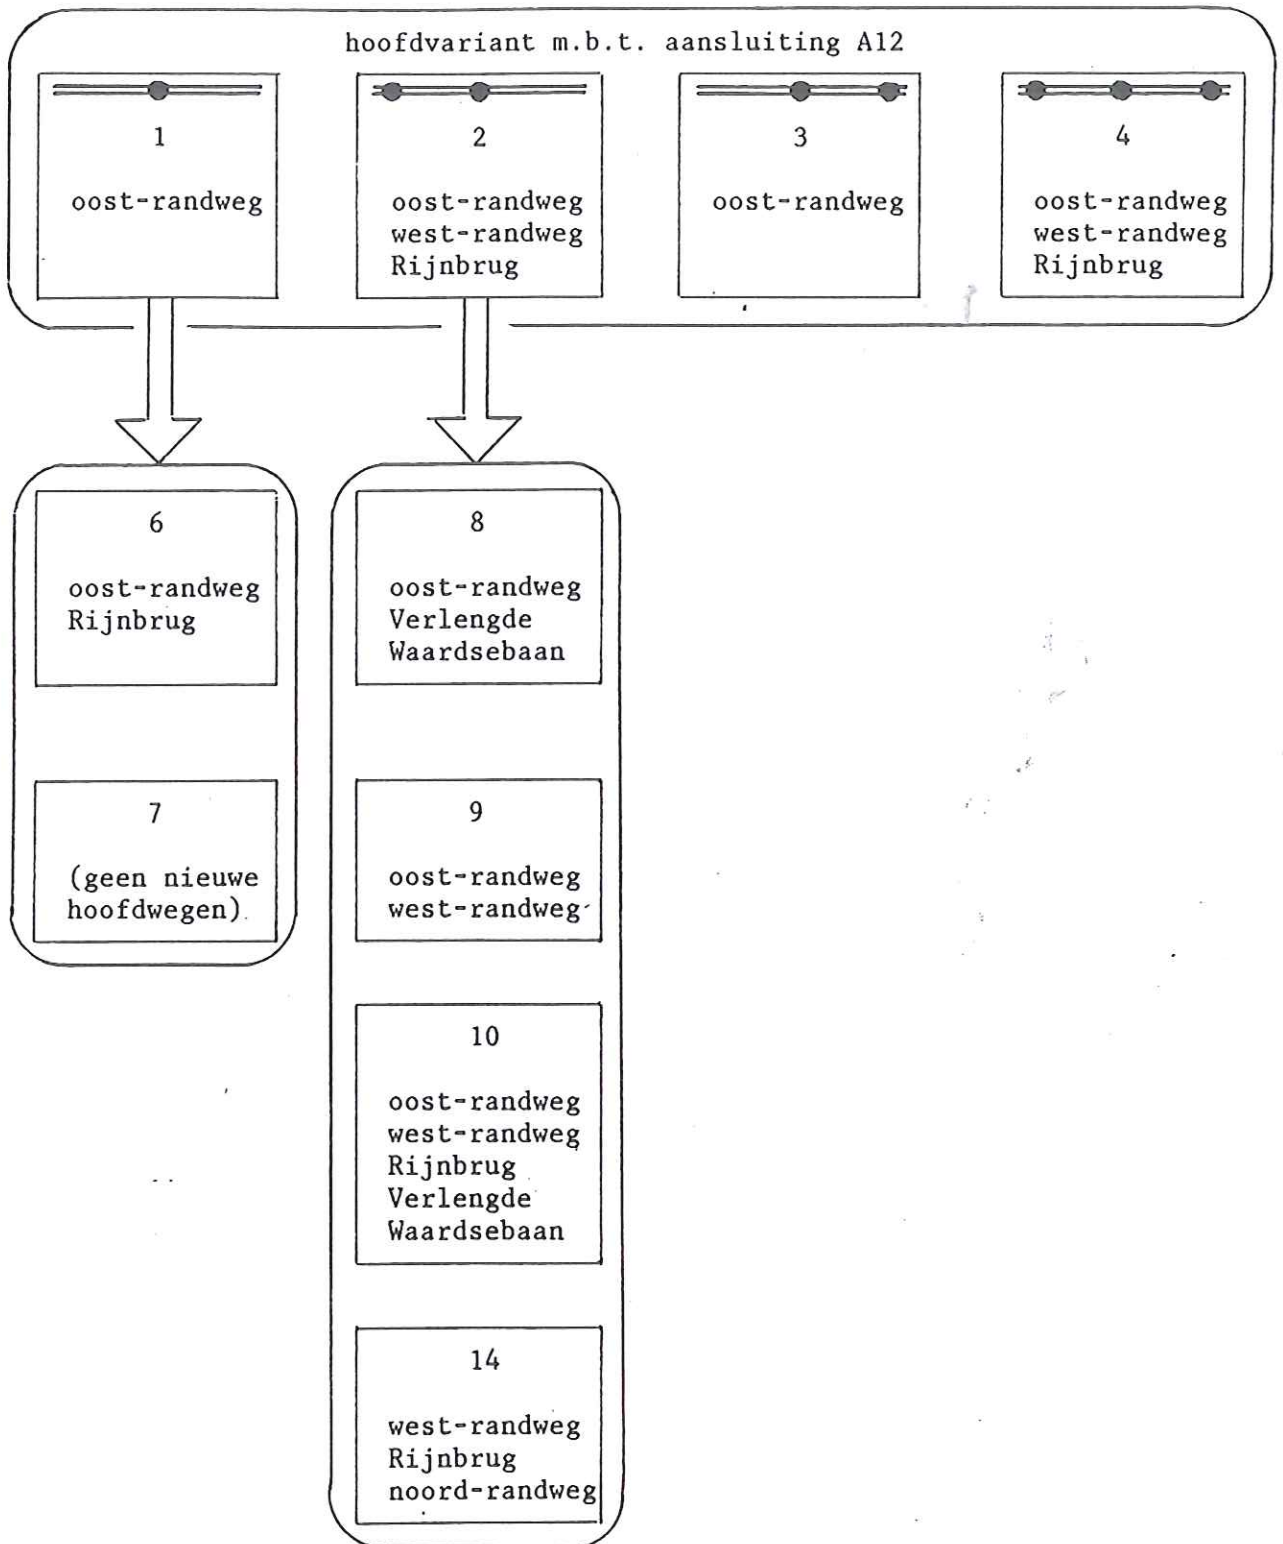 hoofdvariant m.b.t. aansluiting A12
1
oost-randweg
2
oost-randweg
west-randweg
Rijnbrug
3
oost-randweg
4
oost-randweg
west-randweg
Rijnbrug
6
oost-randweg
Rijnbrug
7
(geen nieuwe
hoofdwegen)
8
oost-randweg
Verlengde
Waardsebaan
9
oost-randweg
west-randweg
10
oost-randweg
west-randweg
Rijnbrug
Verlengde
Waardsebaan
14
west-randweg
Rijnbrug
noord-randweg